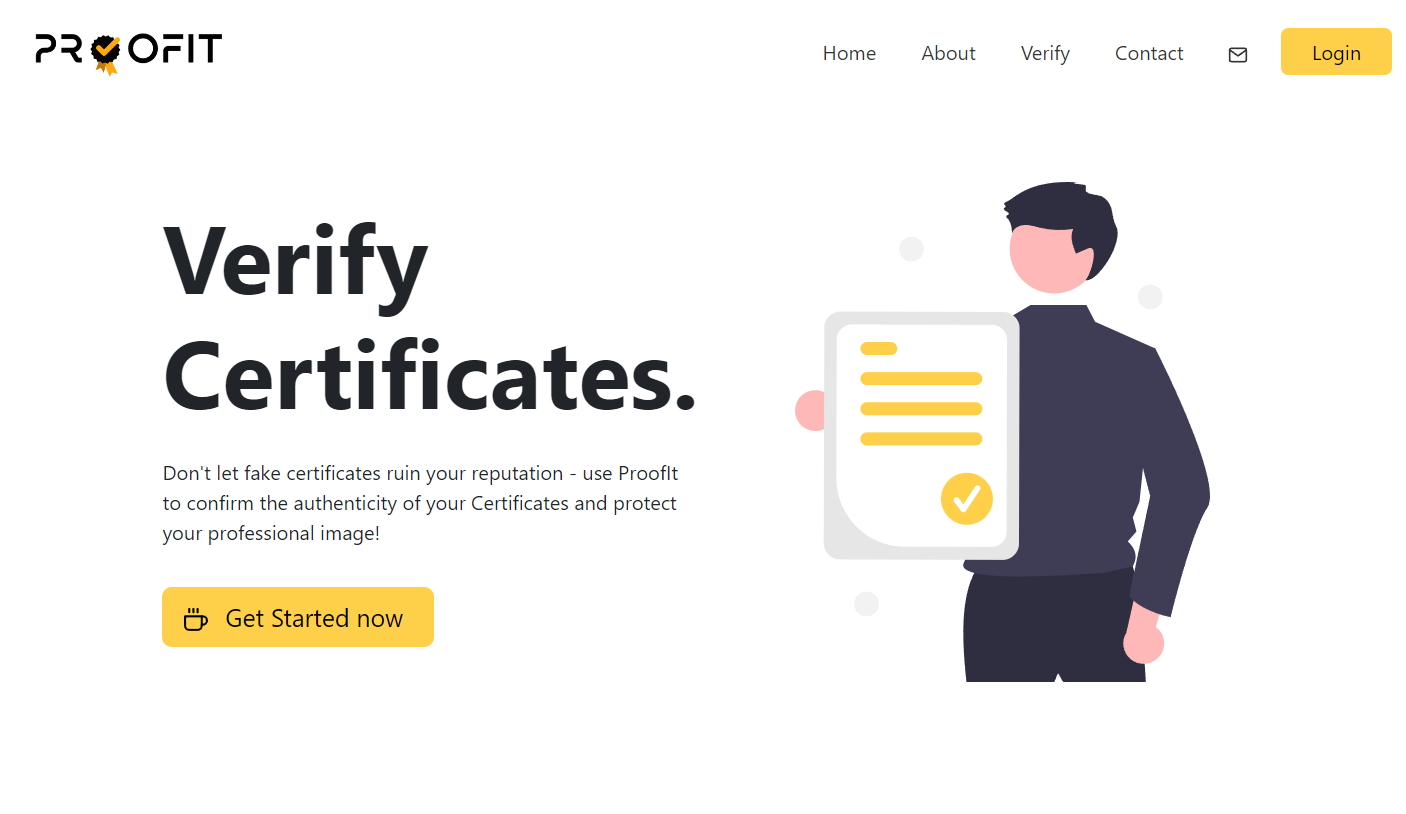 PROOFIT
Home About Verify Contact Login
Verify
Certificates.
Don't let fake certificates ruin your reputation - use ProofIt
to confirm the authenticity of your Certificates and protect
your professional image!
Get Started now